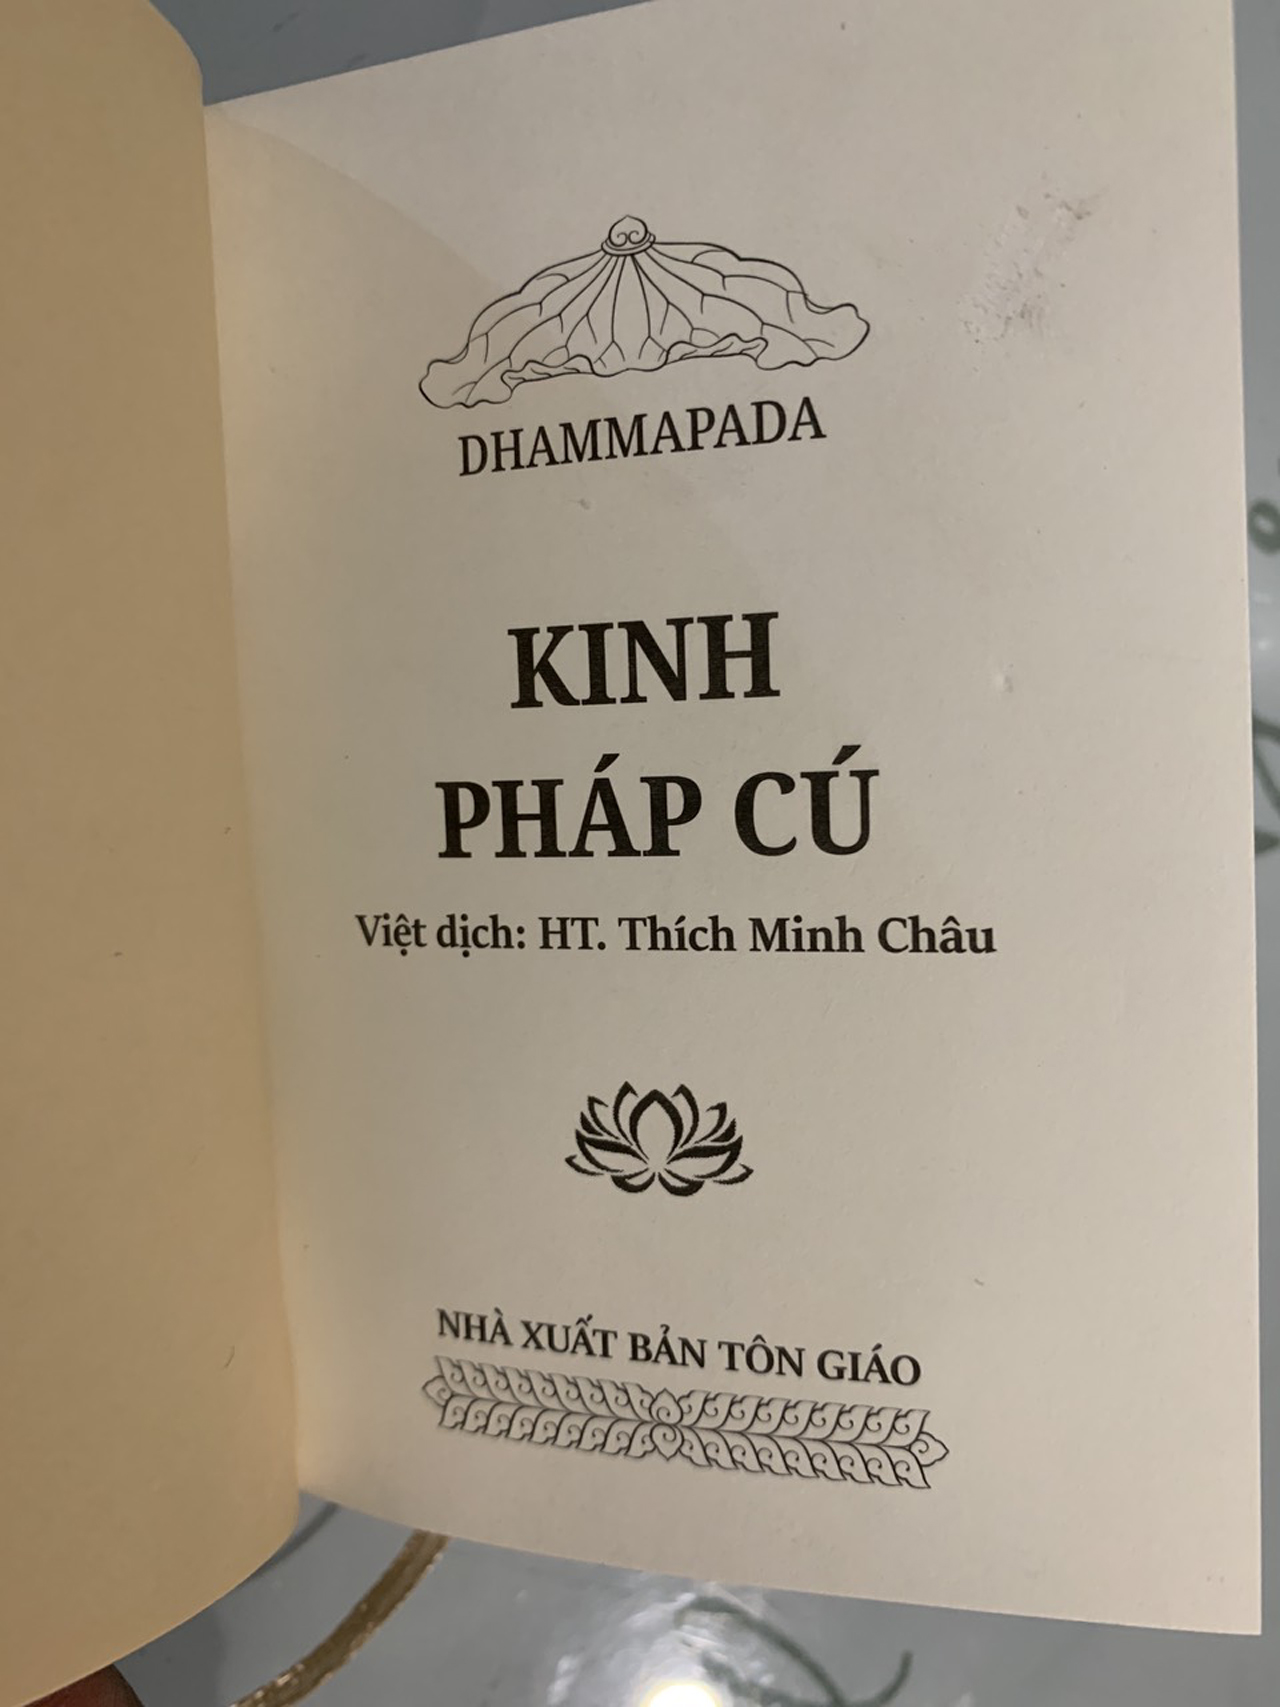 DHAMMAPADA
KINH
PHÁP CÚ
Việt dịch: HT. Thích Minh Châu
NHÀ XUẤT BẢN TÔN GIÁO